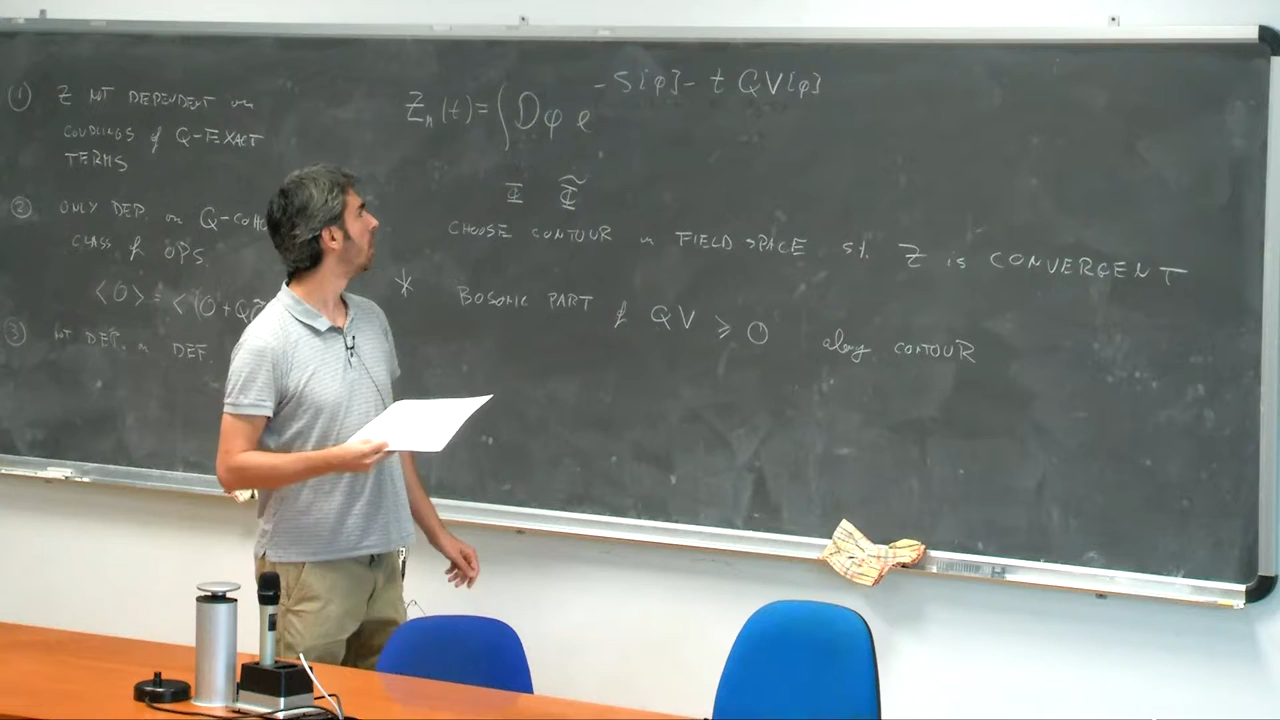 ① Z NOT DEPENDENT on
COUPLINGS of Q-EXACT
TERMS
② ONLY DEP. on Q-COHO
CLASS of OPS.
<O> = <(O+Q
③ NOT DEP. on DEF.
Z_n(t) = ∫Dφ e^{-S[φ] - t QV[φ]}
Φ Φ̃
CHOOSE CONTOUR in FIELD SPACE s.t. Z is CONVERGENT
* BOSONIC PART of QV ⩾ 0 along CONTOUR